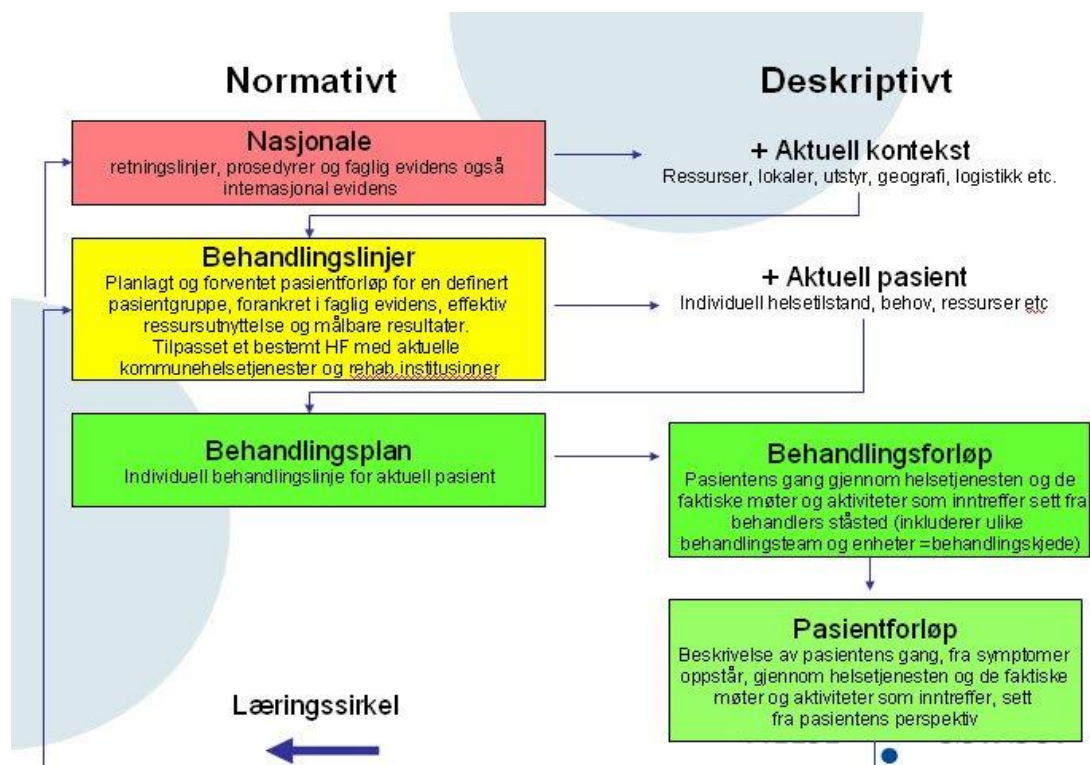 Normativt
Deskriptivt
Nasjonale
retningslinjer, prosedyrer og faglig evidens også
internasjonal evidens
+ Aktuell kontekst
Ressurser, lokaler, utstyr, geografi, logistikk etc.
Behandlingslinjer
Planlagt og forventet pasientforløp for en definert
pasientgruppe, forankret i faglig evidens, effektiv
ressursutnyttelse og målbare resultater.
Tilpasset et bestemt HF med aktuelle
kommunehelsetjenester og rehab.institusjoner
+ Aktuell pasient
Individuell helsetilstand, behov, ressurser etc
Behandlingsplan
Individuell behandlingslinje for aktuell pasient
Behandlingsforløp
Pasientens gang gjennom helsetjenesten og de
faktiske møter og aktiviteter som inntreffer sett fra
behandlers ståsted (inkluderer ulike
behandlingsteam og enheter =behandlingskjede)
Pasientforløp
Beskrivelse av pasientens gang, fra symptomer
oppstår, gjennom helsetjenesten og de faktiske
møter og aktiviteter som inntreffer, sett
fra pasientens perspektiv
Læringssirkel